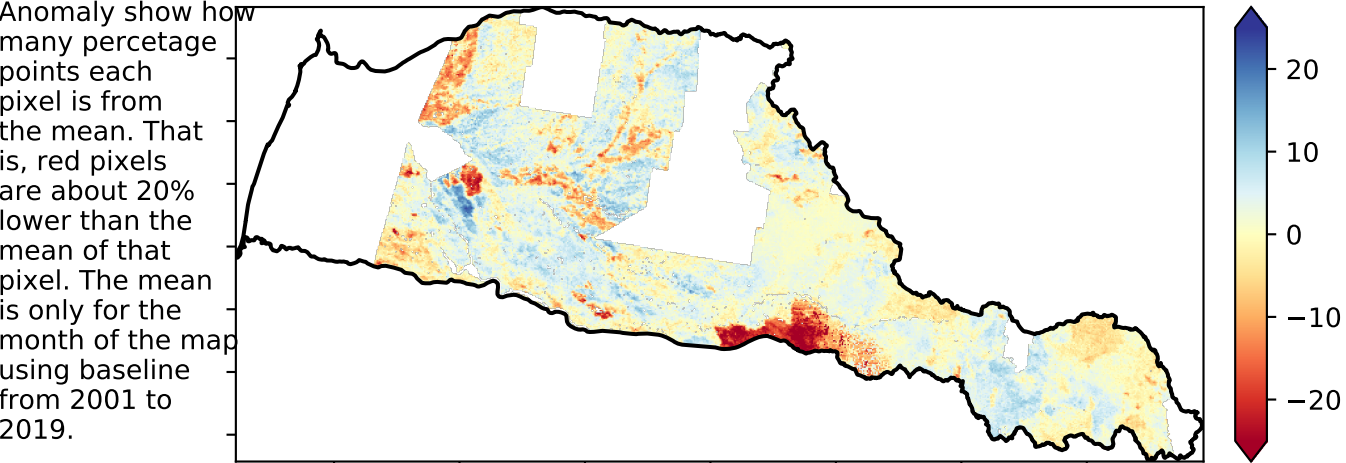 Anomaly show how
many percetage
points each
pixel is from
the mean. That
is, red pixels
are about 20%
lower than the
mean of that
pixel. The mean
is only for the
month of the map
using baseline
from 2001 to
2019.
20
10
0
−10
−20